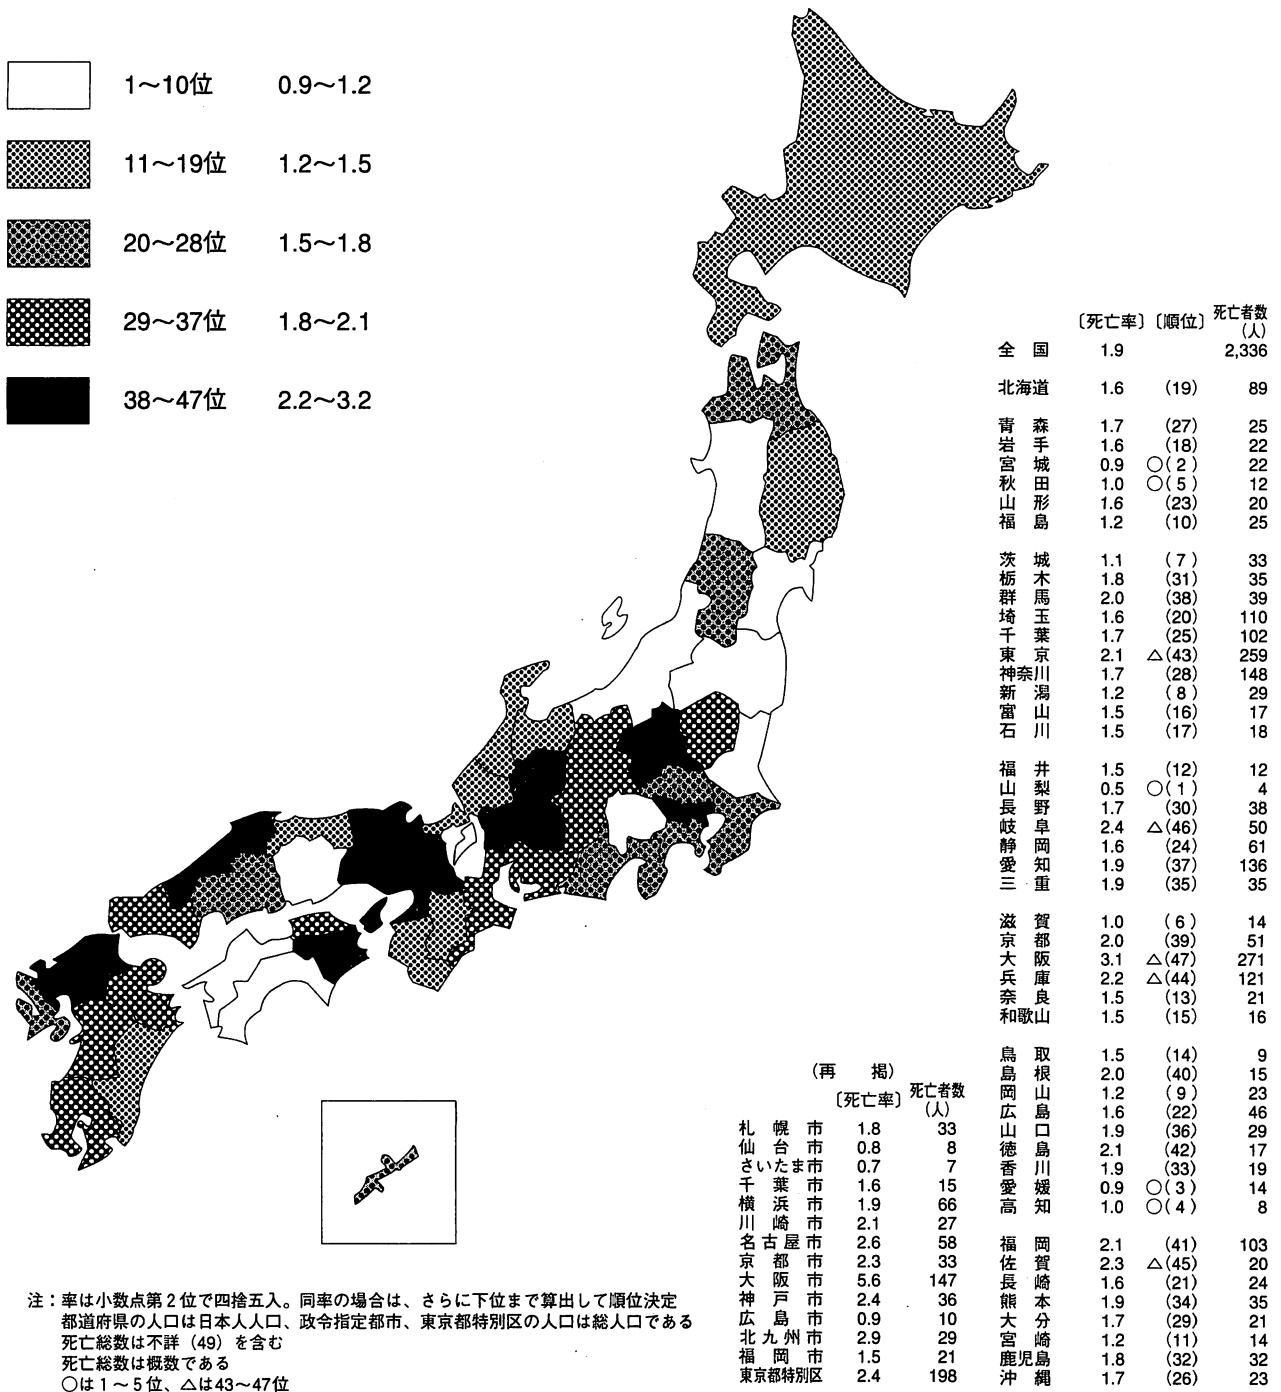 1～10位 0.9～1.2
11～19位 1.2～1.5
20～28位 1.5～1.8
29～37位 1.8～2.1
38～47位 2.2～3.2
〔死亡率〕〔順位〕死亡者数（人）
全国 1.9 2,336
北海道 1.6 (19) 89
青森 1.7 (27) 25
岩手 1.6 (18) 22
宮城 0.9 ○(2) 22
秋田 1.0 ○(5) 12
山形 1.6 (23) 20
福島 1.2 (10) 25
茨城 1.1 (7) 33
栃木 1.8 (31) 35
群馬 2.0 (38) 39
埼玉 1.6 (20) 110
千葉 1.7 (25) 102
東京 2.1 △(43) 259
神奈川 1.7 (28) 148
新潟 1.2 (8) 29
富山 1.5 (16) 17
石川 1.5 (17) 18
福井 1.5 (12) 12
山梨 0.5 ○(1) 4
長野 1.7 (30) 38
岐阜 2.4 △(46) 50
静岡 1.6 (24) 61
愛知 1.9 (37) 136
三重 1.9 (35) 35
滋賀 1.0 (6) 14
京都 2.0 (39) 51
大阪 3.1 △(47) 271
兵庫 2.2 △(44) 121
奈良 1.5 (13) 21
和歌山 1.5 (15) 16
鳥取 1.5 (14) 9
島根 2.0 (40) 15
岡山 1.2 (9) 23
広島 1.6 (22) 46
山口 1.9 (36) 29
徳島 2.1 (42) 17
香川 1.9 (33) 19
愛媛 0.9 ○(3) 14
高知 1.0 ○(4) 8
福岡 2.1 (41) 103
佐賀 2.3 △(45) 20
長崎 1.6 (21) 24
熊本 1.9 (34) 35
大分 1.7 (29) 21
宮崎 1.2 (11) 14
鹿児島 1.8 (32) 32
沖縄 1.7 (26) 23
（再掲）
〔死亡率〕死亡者数（人）
札幌市 1.8 33
仙台市 0.8 8
さいたま市 0.7 7
千葉市 1.6 15
横浜市 1.9 66
川崎市 2.1 27
名古屋市 2.6 58
京都市 2.3 33
大阪市 5.6 147
神戸市 2.4 36
広島市 0.9 10
北九州市 2.9 29
福岡市 1.5 21
東京都特別区 2.4 198
注：率は小数点第2位で四捨五入。同率の場合は、さらに下位まで算出して順位決定
都道府県の人口は日本人人口、政令指定都市、東京都特別区の人口は総人口である
死亡総数は不詳（49）を含む
死亡総数は概数である
○は1～5位、△は43～47位